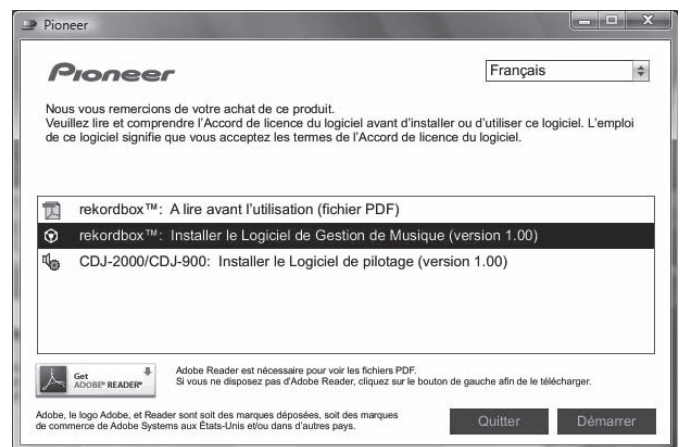 Pioneer
Pioneer
Français
Nous vous remercions de votre achat de ce produit.
Veuillez lire et comprendre l'Accord de licence du logiciel avant d'installer ou d'utiliser ce logiciel. L'emploi
de ce logiciel signifie que vous acceptez les termes de l'Accord de licence du logiciel.
rekordbox™: A lire avant l'utilisation (fichier PDF)
rekordbox™: Installer le Logiciel de Gestion de Musique (version 1.00)
CDJ-2000/CDJ-900: Installer le Logiciel de pilotage (version 1.00)
Get
ADOBE® READER®
Adobe Reader est nécessaire pour voir les fichiers PDF.
Si vous ne disposez pas d'Adobe Reader, cliquez sur le bouton de gauche afin de le télécharger.
Adobe, le logo Adobe, et Reader sont soit des marques déposées, soit des marques
de commerce de Adobe Systems aux États-Unis et/ou dans d'autres pays.
Quitter
Démarrer